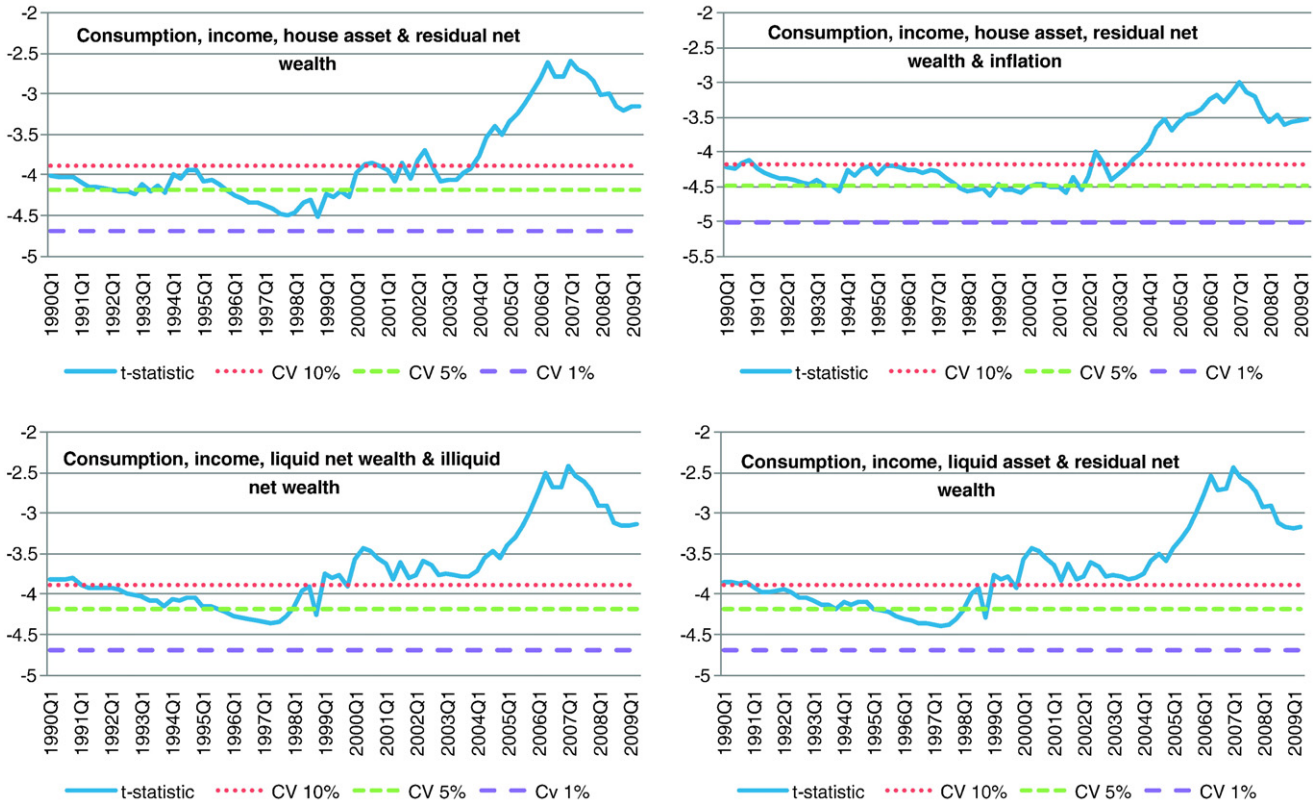 Consumption, income, house asset & residual net
wealth
-2
-2.5
-3
-3.5
-4
-4.5
-5
1990Q1
1991Q1
1992Q1
1993Q1
1994Q1
1995Q1
1996Q1
1997Q1
1998Q1
1999Q1
2000Q1
2001Q1
2002Q1
2003Q1
2004Q1
2005Q1
2006Q1
2007Q1
2008Q1
2009Q1
t-statistic CV 10% CV 5% CV 1%
Consumption, income, house asset, residual net
wealth & inflation
-2
-2.5
-3
-3.5
-4
-4.5
-5
-5.5
1990Q1
1991Q1
1992Q1
1993Q1
1994Q1
1995Q1
1996Q1
1997Q1
1998Q1
1999Q1
2000Q1
2001Q1
2002Q1
2003Q1
2004Q1
2005Q1
2006Q1
2007Q1
2008Q1
2009Q1
t-statistic CV 10% CV 5% CV 1%
Consumption, income, liquid net wealth & illiquid
net wealth
-2
-2.5
-3
-3.5
-4
-4.5
-5
1990Q1
1991Q1
1992Q1
1993Q1
1994Q1
1995Q1
1996Q1
1997Q1
1998Q1
1999Q1
2000Q1
2001Q1
2002Q1
2003Q1
2004Q1
2005Q1
2006Q1
2007Q1
2008Q1
2009Q1
t-statistic CV 10% CV 5% Cv 1%
Consumption, income, liquid asset & residual net
wealth
-2
-2.5
-3
-3.5
-4
-4.5
-5
1990Q1
1991Q1
1992Q1
1993Q1
1994Q1
1995Q1
1996Q1
1997Q1
1998Q1
1999Q1
2000Q1
2001Q1
2002Q1
2003Q1
2004Q1
2005Q1
2006Q1
2007Q1
2008Q1
2009Q1
t-statistic CV 10% CV 5% CV 1%